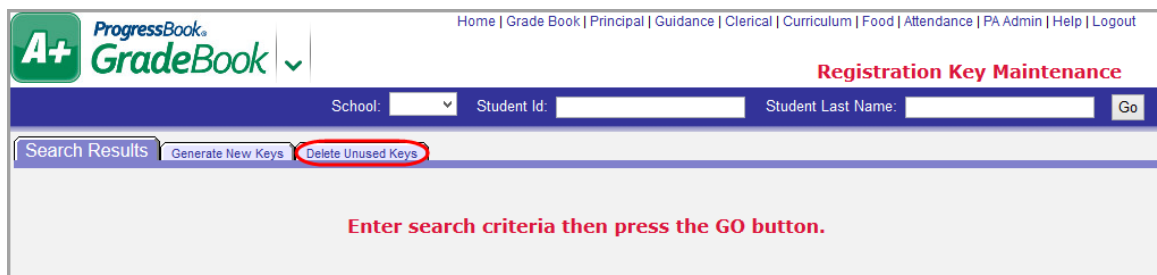 Home | Grade Book | Principal | Guidance | Clerical | Curriculum | Food | Attendance | PA Admin | Help | Logout
A+ ProgressBook®
GradeBook
Registration Key Maintenance
School: Student Id: Student Last Name: Go
Search Results Generate New Keys Delete Unused Keys
Enter search criteria then press the GO button.